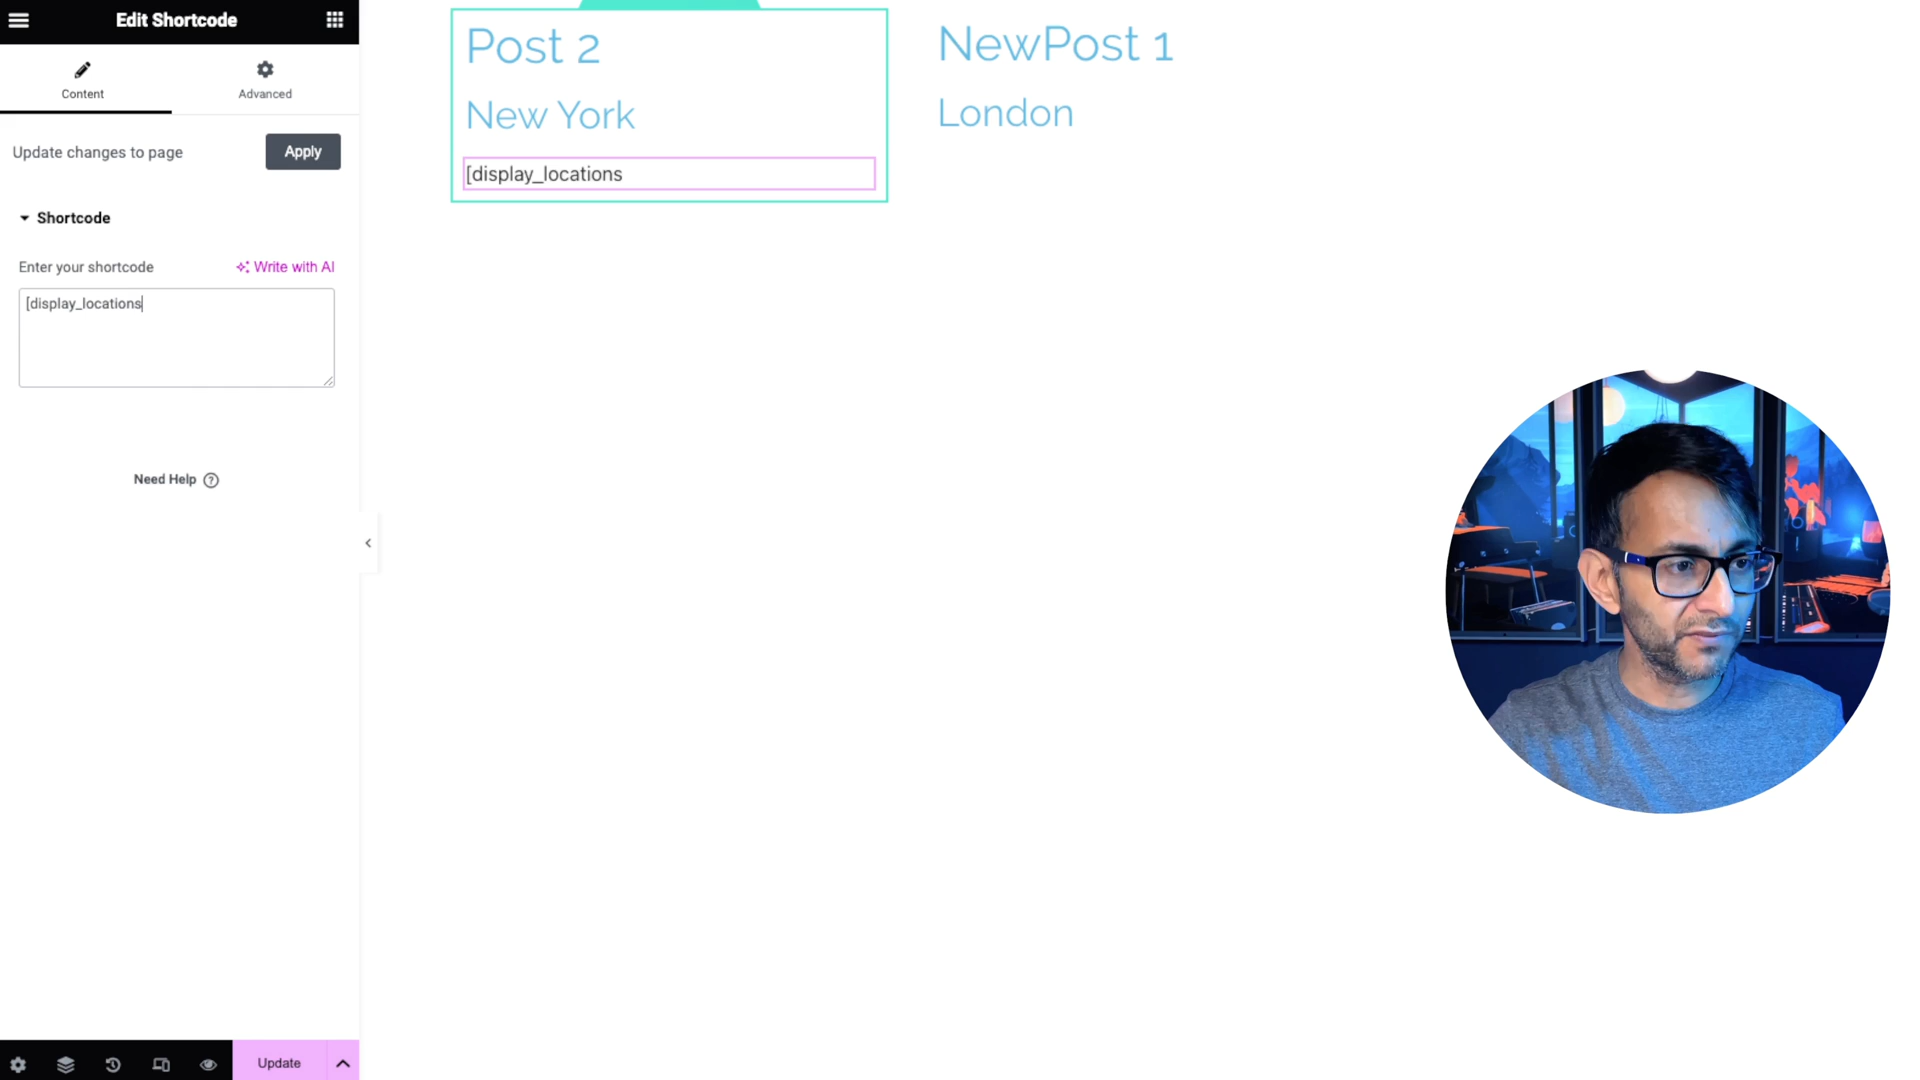 Edit Shortcode
Content
Advanced
Update changes to page
Apply
Shortcode
Enter your shortcode
Write with AI
[display_locations
Need Help
Update
Post 2
New York
[display_locations
NewPost 1
London